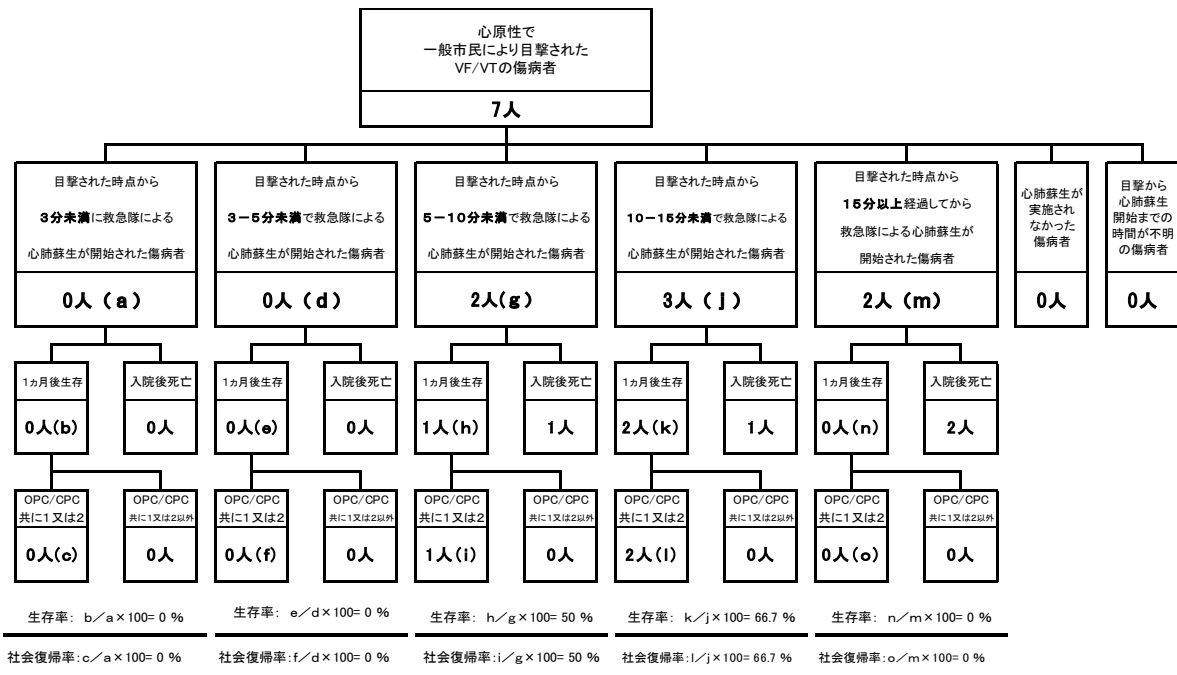 心原性で
一般市民により目撃された
VF/VTの傷病者
7人
目撃された時点から
3分未満に救急隊による
心肺蘇生が開始された傷病者
0人（a）
目撃された時点から
3－5分未満で救急隊による
心肺蘇生が開始された傷病者
0人（d）
目撃された時点から
5－10分未満で救急隊による
心肺蘇生が開始された傷病者
2人(g)
目撃された時点から
10－15分未満で救急隊による
心肺蘇生が開始された傷病者
3人（j）
目撃された時点から
15分以上経過してから
救急隊による心肺蘇生が
開始された傷病者
2人（m）
心肺蘇生が
実施され
なかった
傷病者
0人
目撃から
心肺蘇生
開始までの
時間が不明
の傷病者
0人
1ヵ月後生存
0人(b)
入院後死亡
0人
1ヵ月後生存
0人(e)
入院後死亡
0人
1ヵ月後生存
1人(h)
入院後死亡
1人
1ヵ月後生存
2人(k)
入院後死亡
1人
1ヵ月後生存
0人(n)
入院後死亡
2人
OPC/CPC
共に1又は2
0人(c)
OPC/CPC
共に1又は2以外
0人
OPC/CPC
共に1又は2
0人(f)
OPC/CPC
共に1又は2以外
0人
OPC/CPC
共に1又は2
1人(i)
OPC/CPC
共に1又は2以外
0人
OPC/CPC
共に1又は2
2人(l)
OPC/CPC
共に1又は2以外
0人
OPC/CPC
共に1又は2
0人(o)
OPC/CPC
共に1又は2以外
0人
生存率： b／a×100= 0 %
生存率： e／d×100= 0 %
生存率： h／g×100= 50 %
生存率： k／j×100= 66.7 %
生存率： n／m×100= 0 %
社会復帰率:c／a×100= 0 %
社会復帰率:f／d×100= 0 %
社会復帰率:i／g×100= 50 %
社会復帰率:l／j×100= 66.7 %
社会復帰率:o／m×100= 0 %